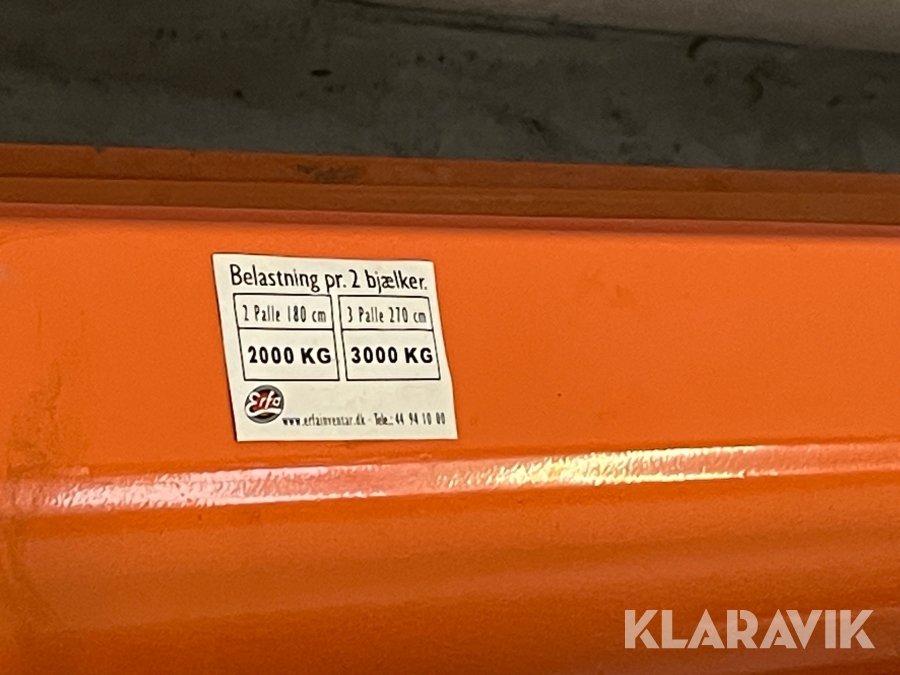 Belastning pr. 2 bjælker.
2 Palle 180 cm
3 Palle 270 cm
2000 KG
3000 KG
Erfa
www.erfainventar.dk - Tele.: 44 94 10 00
KLARAVIK